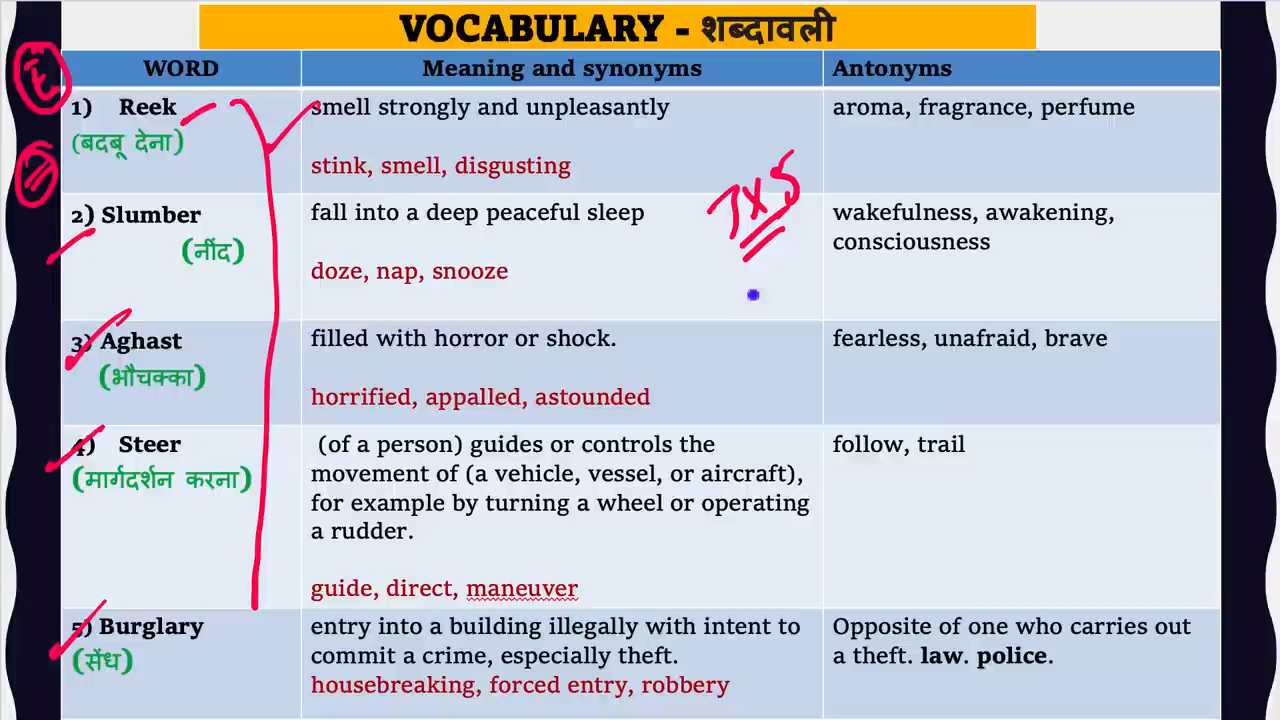 VOCABULARY - शब्दावली
WORD
Meaning and synonyms
Antonyms
1) Reek
(बदबू देना)
smell strongly and unpleasantly
stink, smell, disgusting
aroma, fragrance, perfume
2) Slumber
(नींद)
fall into a deep peaceful sleep
doze, nap, snooze
wakefulness, awakening,
consciousness
3) Aghast
(भौचक्का)
filled with horror or shock.
horrified, appalled, astounded
fearless, unafraid, brave
4) Steer
(मार्गदर्शन करना)
(of a person) guides or controls the
movement of (a vehicle, vessel, or aircraft),
for example by turning a wheel or operating
a rudder.
guide, direct, maneuver
follow, trail
5) Burglary
(सेंध)
entry into a building illegally with intent to
commit a crime, especially theft.
housebreaking, forced entry, robbery
Opposite of one who carries out
a theft. law. police.
E